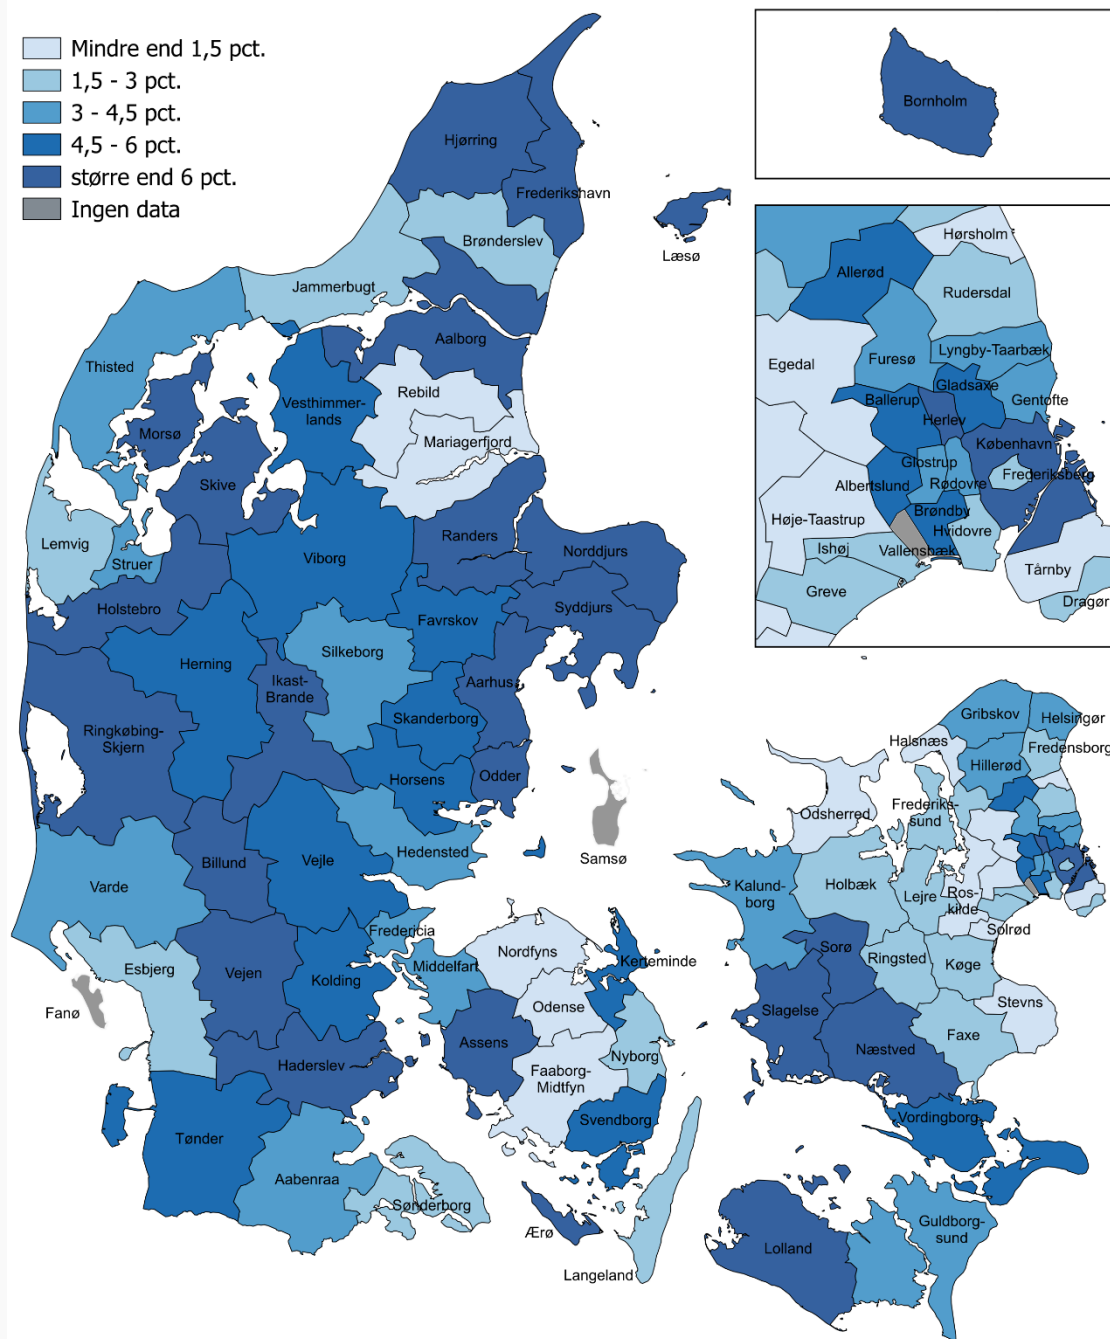 Mindre end 1,5 pct.
1,5 - 3 pct.
3 - 4,5 pct.
4,5 - 6 pct.
større end 6 pct.
Ingen data
Bornholm
Hjørring
Frederikshavn
Brønderslev
Læsø
Jammerbugt
Aalborg
Thisted
Rebild
Vesthimmer-
lands
Morsø
Mariagerfjord
Skive
Lemvig
Struer
Viborg
Randers
Norddjurs
Holstebro
Syddjurs
Favrskov
Silkeborg
Herning
Ikast-
Brande
Aarhus
Skanderborg
Ringkøbing-
Skjern
Horsens
Odder
Hedensted
Samsø
Billund
Vejle
Varde
Fredericia
Esbjerg
Vejen
Kolding
Middelfart
Nordfyns
Kerteminde
Fanø
Odense
Assens
Nyborg
Haderslev
Faaborg-
Midtfyn
Svendborg
Tønder
Aabenraa
Sønderborg
Ærø
Langeland
Hørsholm
Allerød
Rudersdal
Egedal
Furesø
Lyngby-Taarbæk
Gladsaxe
Ballerup
Gentofte
Herlev
København
Glostrup
Frederiksberg
Albertslund
Rødovre
Brøndby
Høje-Taastrup
Hvidovre
Ishøj
Vallensbæk
Tårnby
Greve
Dragør
Gribskov
Helsingør
Halsnæs
Fredensborg
Hillerød
Odsherred
Frederiks-
sund
Kalund-
borg
Holbæk
Lejre
Ros-
kilde
Solrød
Sorø
Ringsted
Køge
Stevns
Slagelse
Næstved
Faxe
Vordingborg
Guldborg-
sund
Lolland